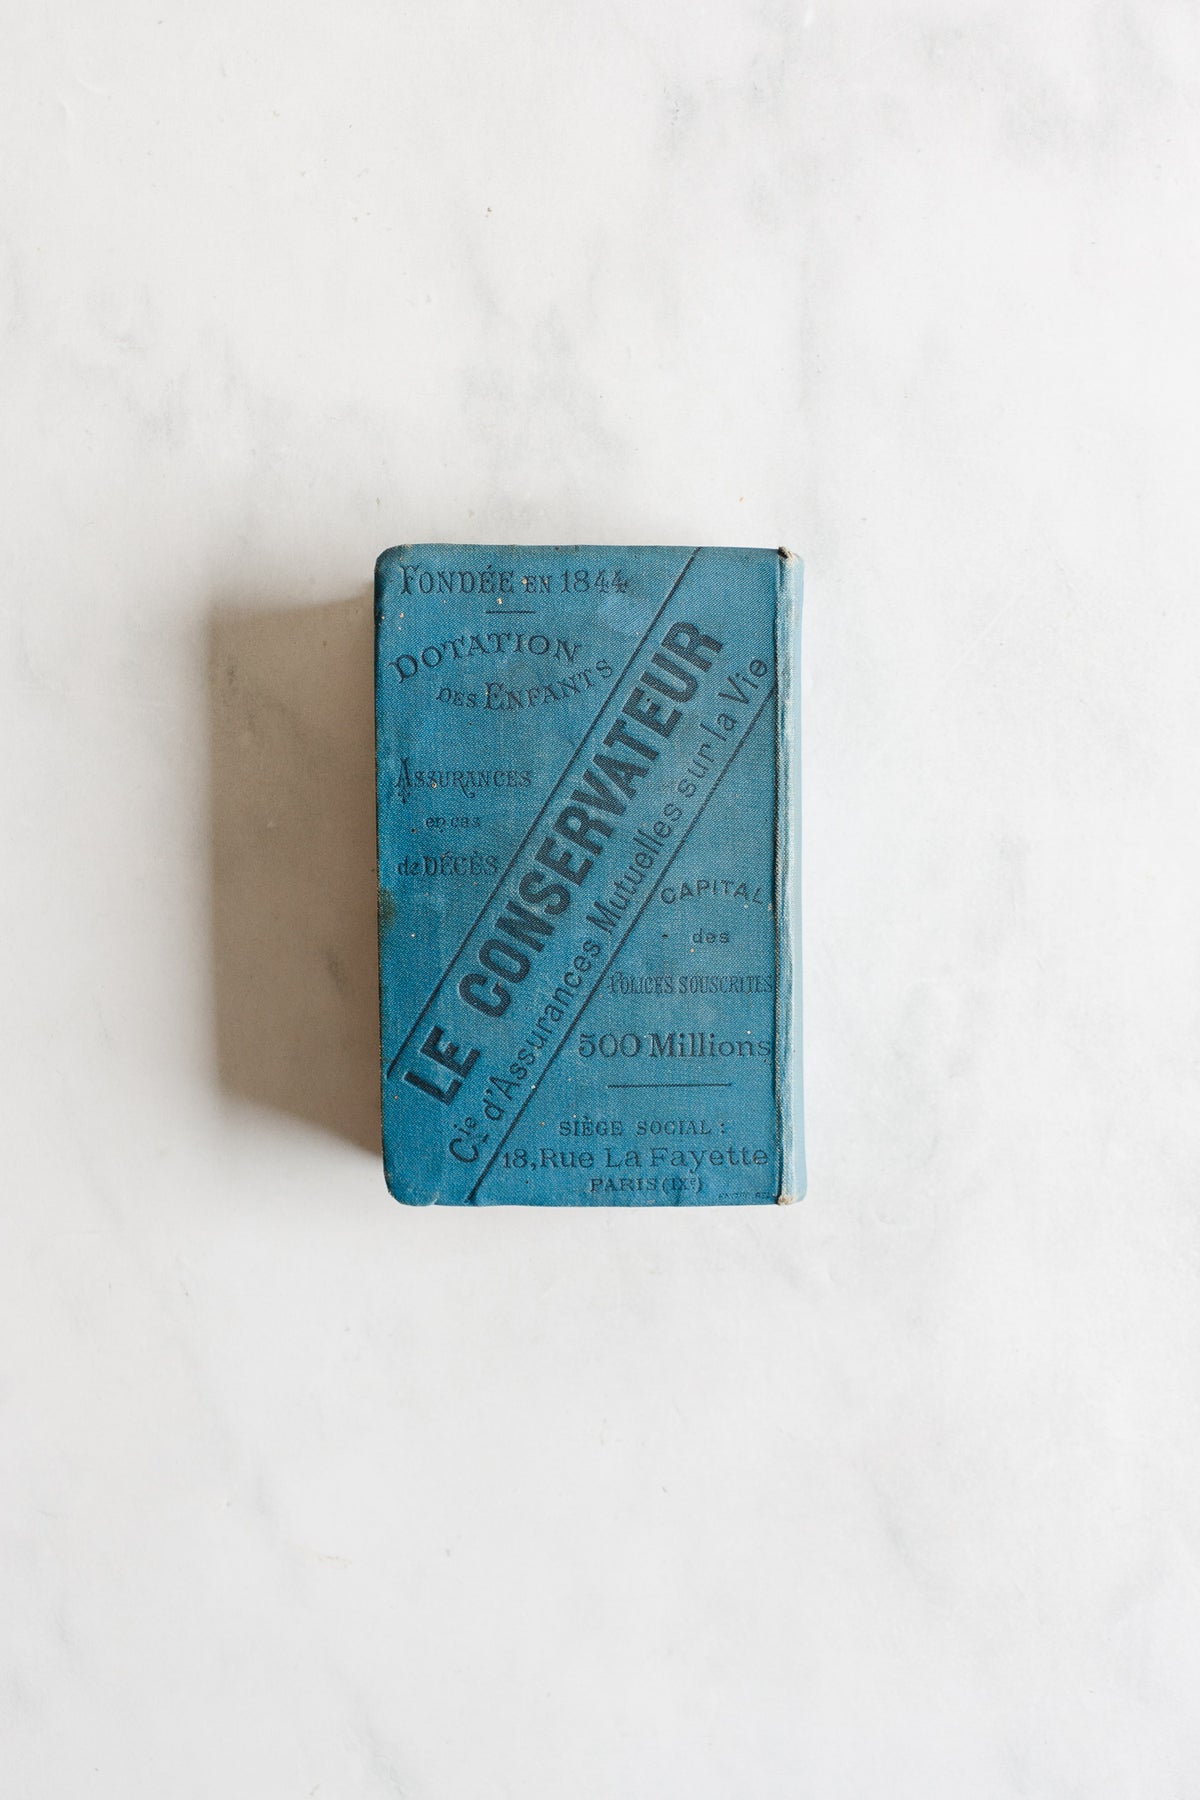 FONDÉE EN 1844
DOTATION
DES ENFANTS
ASSURANCES
en cas
de DÉCÈS
LE CONSERVATEUR
Cie d'Assurances Mutuelles sur la Vie
CAPITAL
des
POLICES SOUSCRITES
500 Millions
SIÈGE SOCIAL :
18, Rue La Fayette
PARIS (IXe)